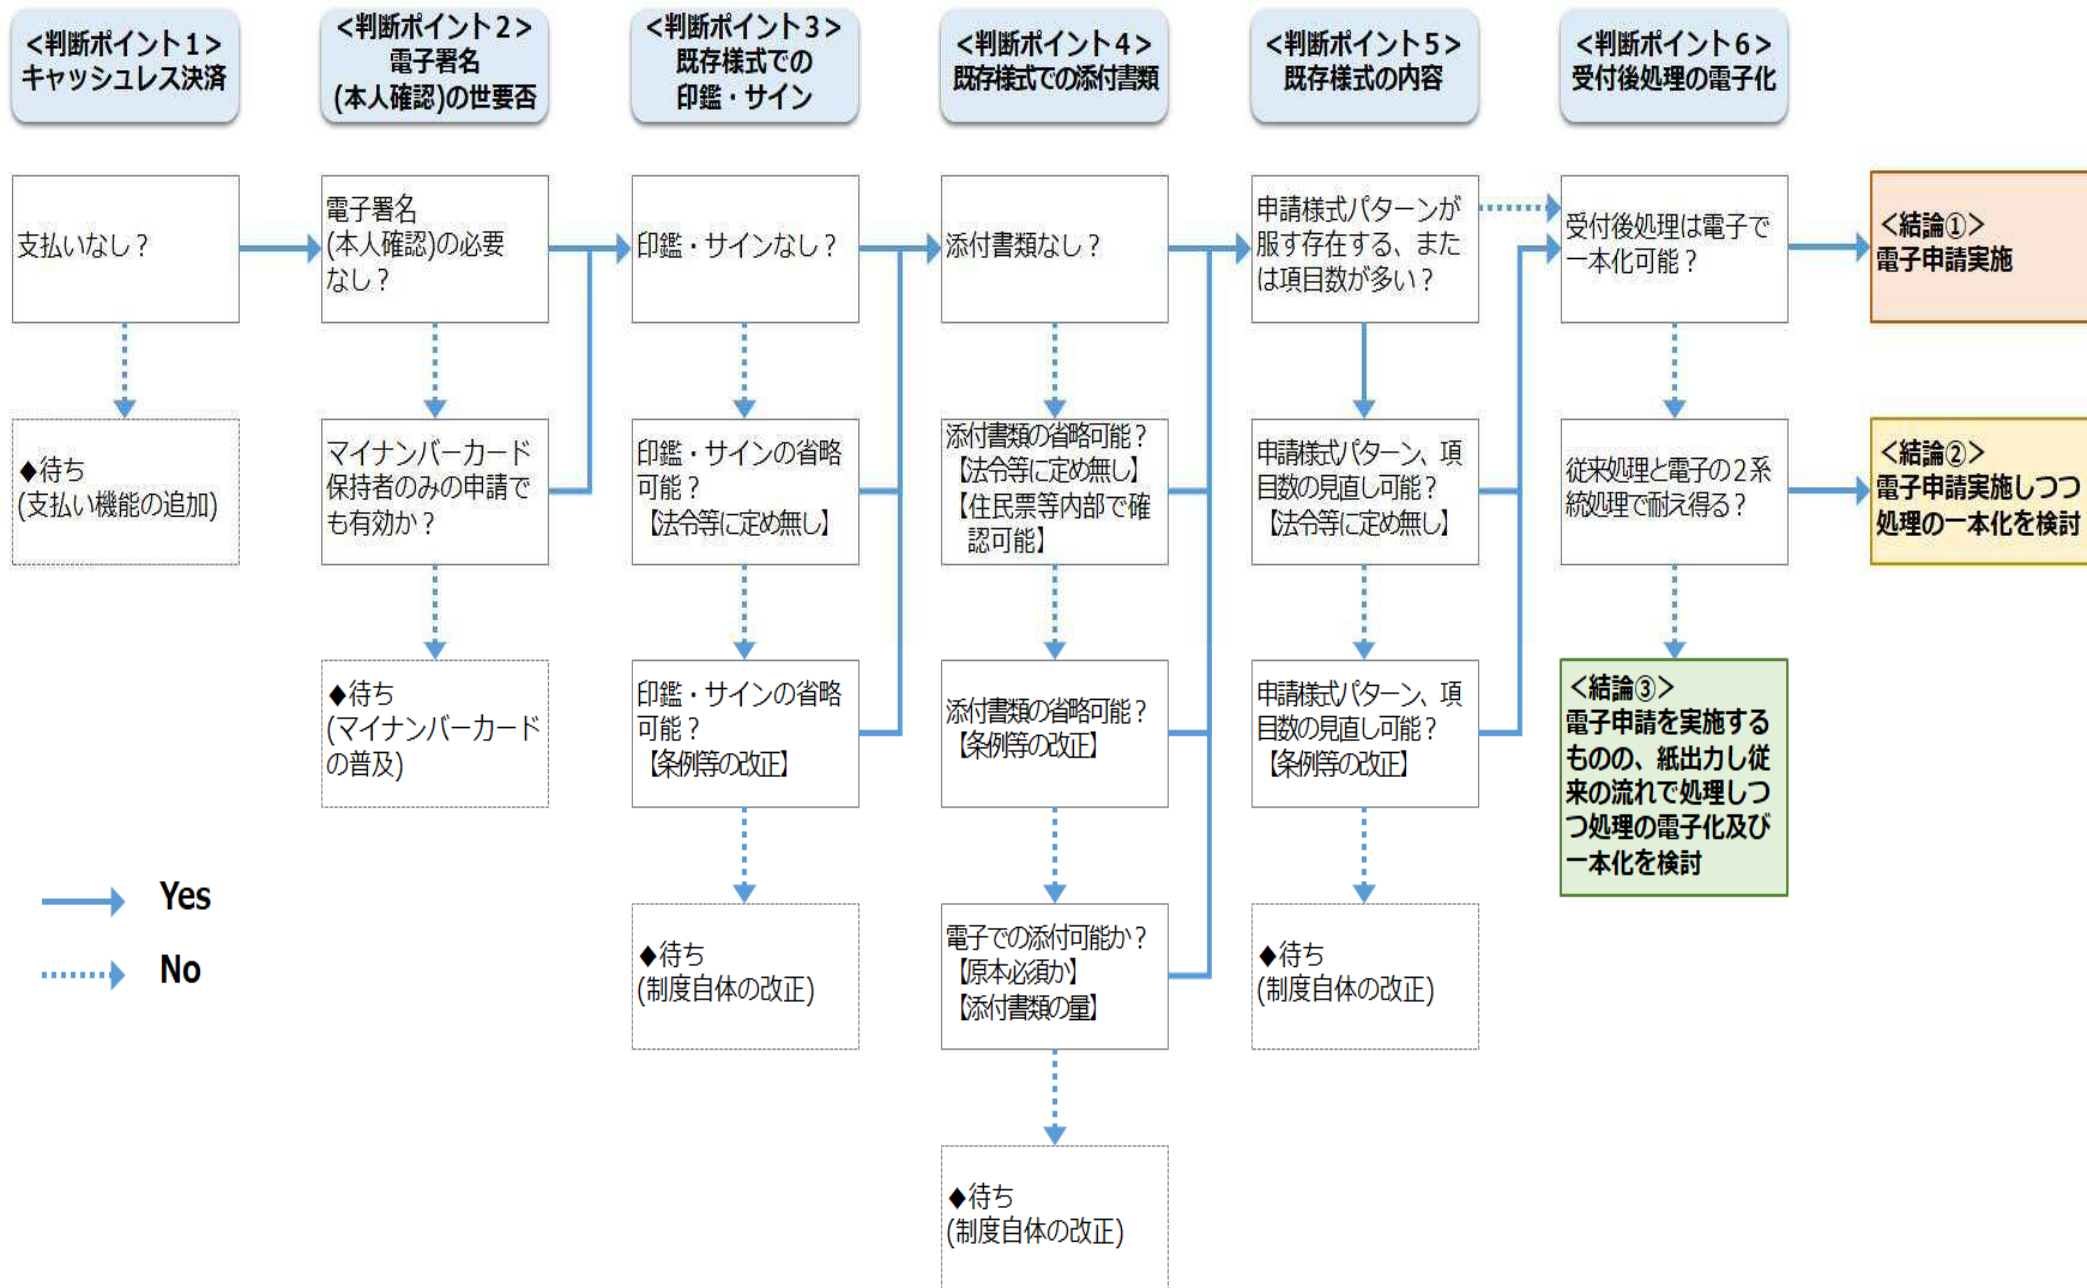 <判断ポイント1>
キャッシュレス決済
<判断ポイント2>
電子署名
(本人確認)の世要否
<判断ポイント3>
既存様式での
印鑑・サイン
<判断ポイント4>
既存様式での添付書類
<判断ポイント5>
既存様式の内容
<判断ポイント6>
受付後処理の電子化
支払いなし？
電子署名
(本人確認)の必要
なし？
印鑑・サインなし？
添付書類なし？
申請様式パターンが
服す存在する、また
は項目数が多い？
受付後処理は電子で
一本化可能？
<結論①>
電子申請実施
◆待ち
(支払い機能の追加)
マイナンバーカード
保持者のみの申請で
も有効か？
印鑑・サインの省略
可能？
【法令等に定め無し】
添付書類の省略可能？
【法令等に定め無し】
【住民票等内部で確
認可能】
申請様式パターン、項
目数の見直し可能？
【法令等に定め無し】
従来処理と電子の２系
統処理で耐え得る？
<結論②>
電子申請実施しつつ
処理の一本化を検討
◆待ち
(マイナンバーカード
の普及)
印鑑・サインの省略
可能？
【条例等の改正】
添付書類の省略可能？
【条例等の改正】
申請様式パターン、項
目数の見直し可能？
【条例等の改正】
<結論③>
電子申請を実施する
ものの、紙出力し従
来の流れで処理しつ
つ処理の電子化及び
一本化を検討
Yes
No
◆待ち
(制度自体の改正)
電子での添付可能か？
【原本必須か】
【添付書類の量】
◆待ち
(制度自体の改正)
◆待ち
(制度自体の改正)